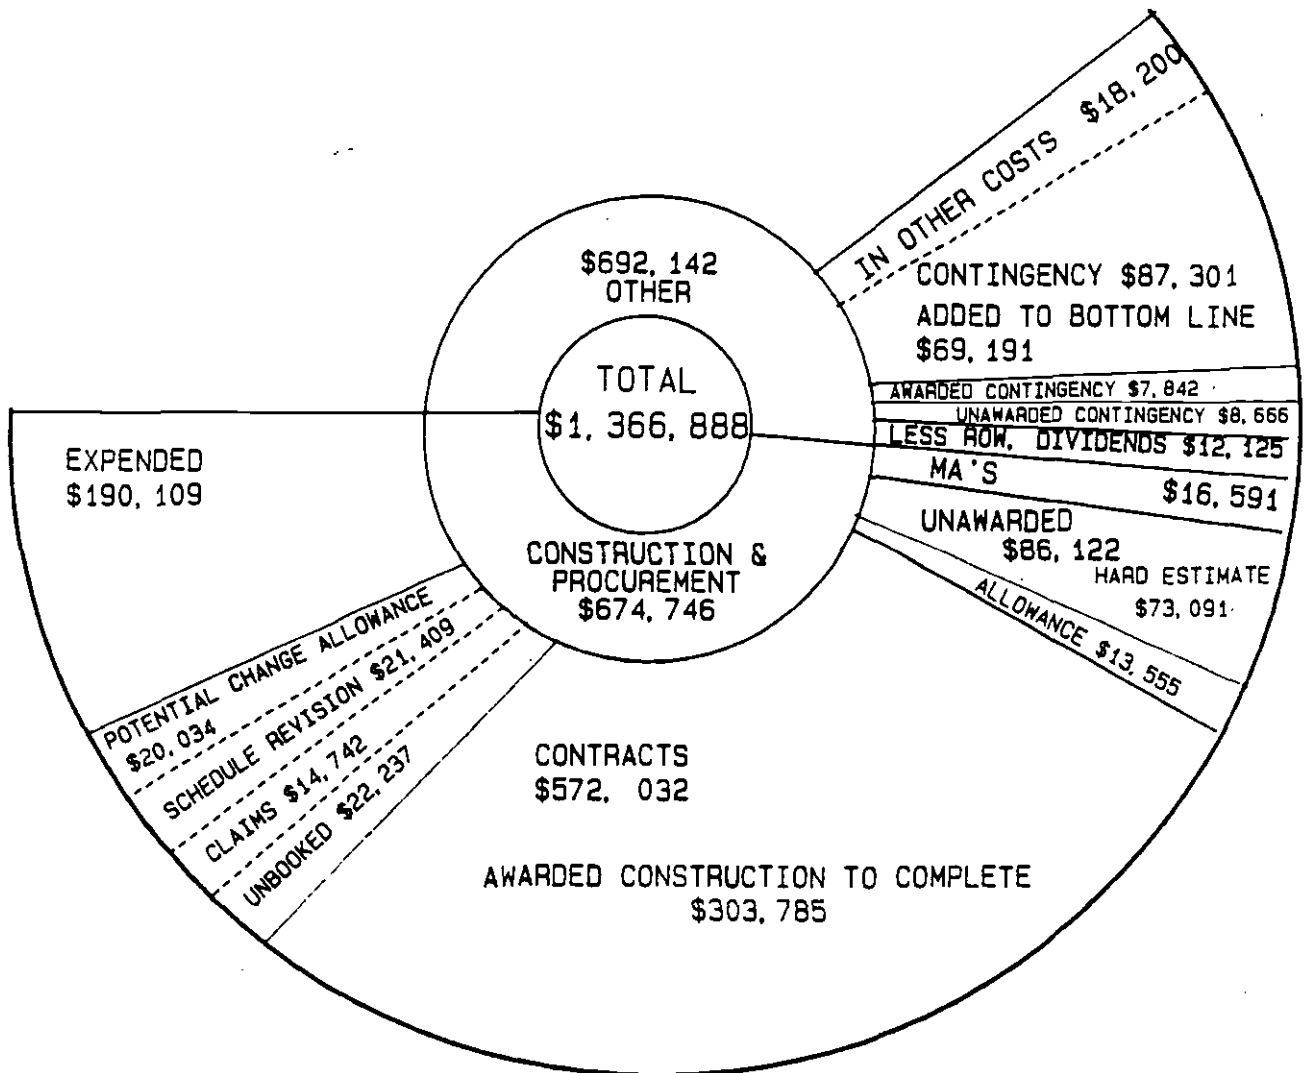 IN OTHER COSTS $18,200
$692,142
OTHER
CONTINGENCY $87,301
ADDED TO BOTTOM LINE
$69,191
TOTAL
$1,366,888
AWARDED CONTINGENCY $7,842
UNAWARDED CONTINGENCY $8,666
LESS ROW, DIVIDENDS $12,125
MA'S $16,591
EXPENDED
$190,109
UNAWARDED
$86,122
HARD ESTIMATE
$73,091
ALLOWANCE $13,555
CONSTRUCTION &
PROCUREMENT
$674,746
POTENTIAL CHANGE ALLOWANCE
$20,034
SCHEDULE REVISION $21,409
CLAIMS $14,742
UNBOOKED $22,237
CONTRACTS
$572,032
AWARDED CONSTRUCTION TO COMPLETE
$303,785